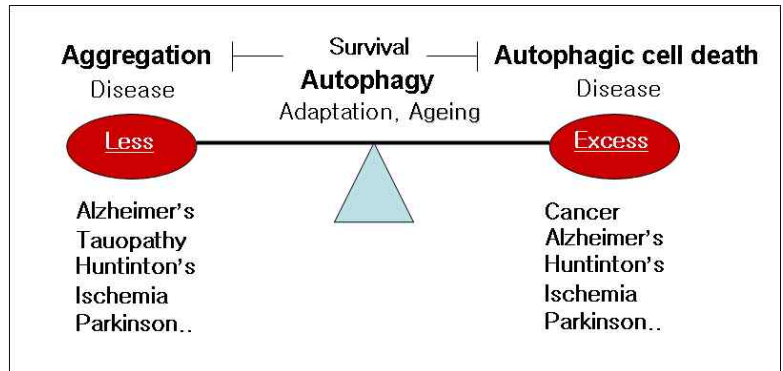 Survival
Aggregation
Autophagic cell death
Disease
Autophagy
Disease
Adaptation, Ageing
Less
Excess
Alzheimer's
Tauopathy
Huntinton's
Ischemia
Parkinson..
Cancer
Alzheimer's
Huntinton's
Ischemia
Parkinson..